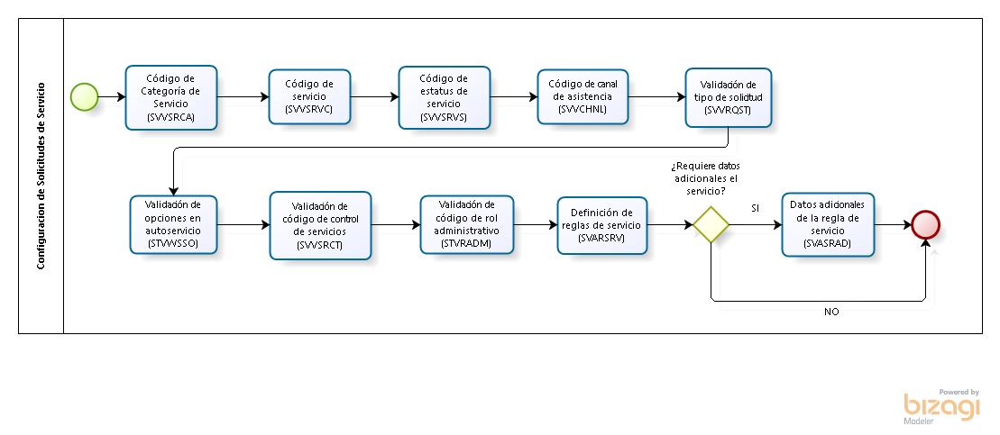 Configuracion de Solicitudes de Servicio
Código de
Categoría de
Servicio
(SVVSRCA)
Código de
servicio
(SVVSRVC)
Código de
estatus de
servicio
(SVVSRVS)
Código de canal
de asistencia
(SVVCHNL)
Validación de
tipo de solicitud
(SVVRQST)
Validación de
opciones en
autoservicio
(STVWSSO)
Validación de
código de control
de servicios
(SVVSRCT)
Validación de
código de rol
administrativo
(STVRADM)
Definición de
reglas de servicio
(SVARSRV)
¿Requiere datos
adicionales el
servicio?
SI
Datos adicionales
de la regla de
servicio
(SVASRAD)
NO
Powered by
bizagi
Modeler